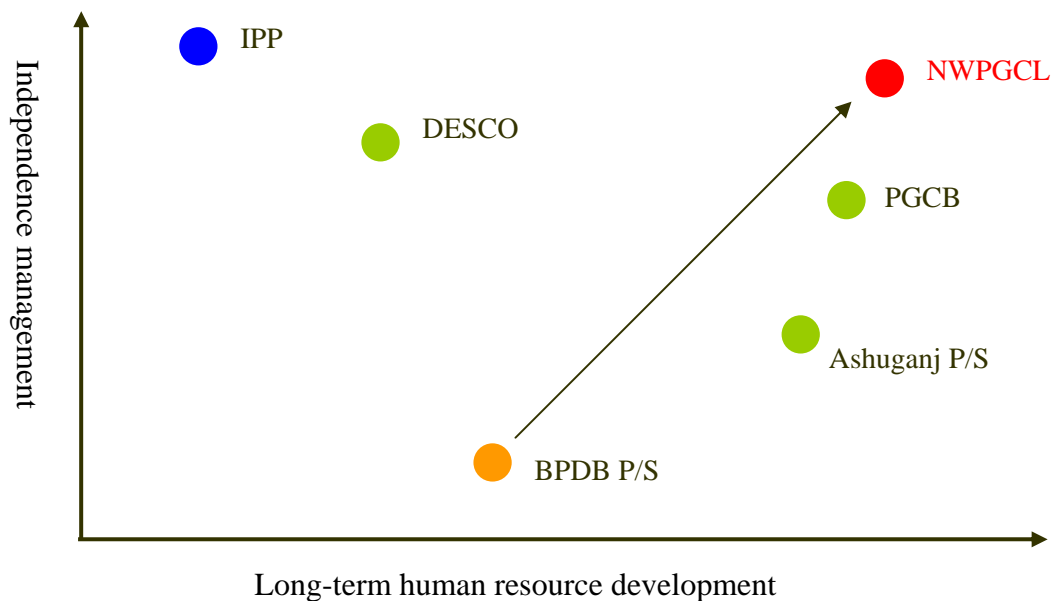 IPP
NWPGCL
DESCO
PGCB
Ashuganj P/S
BPDB P/S
Independence management
Long-term human resource development